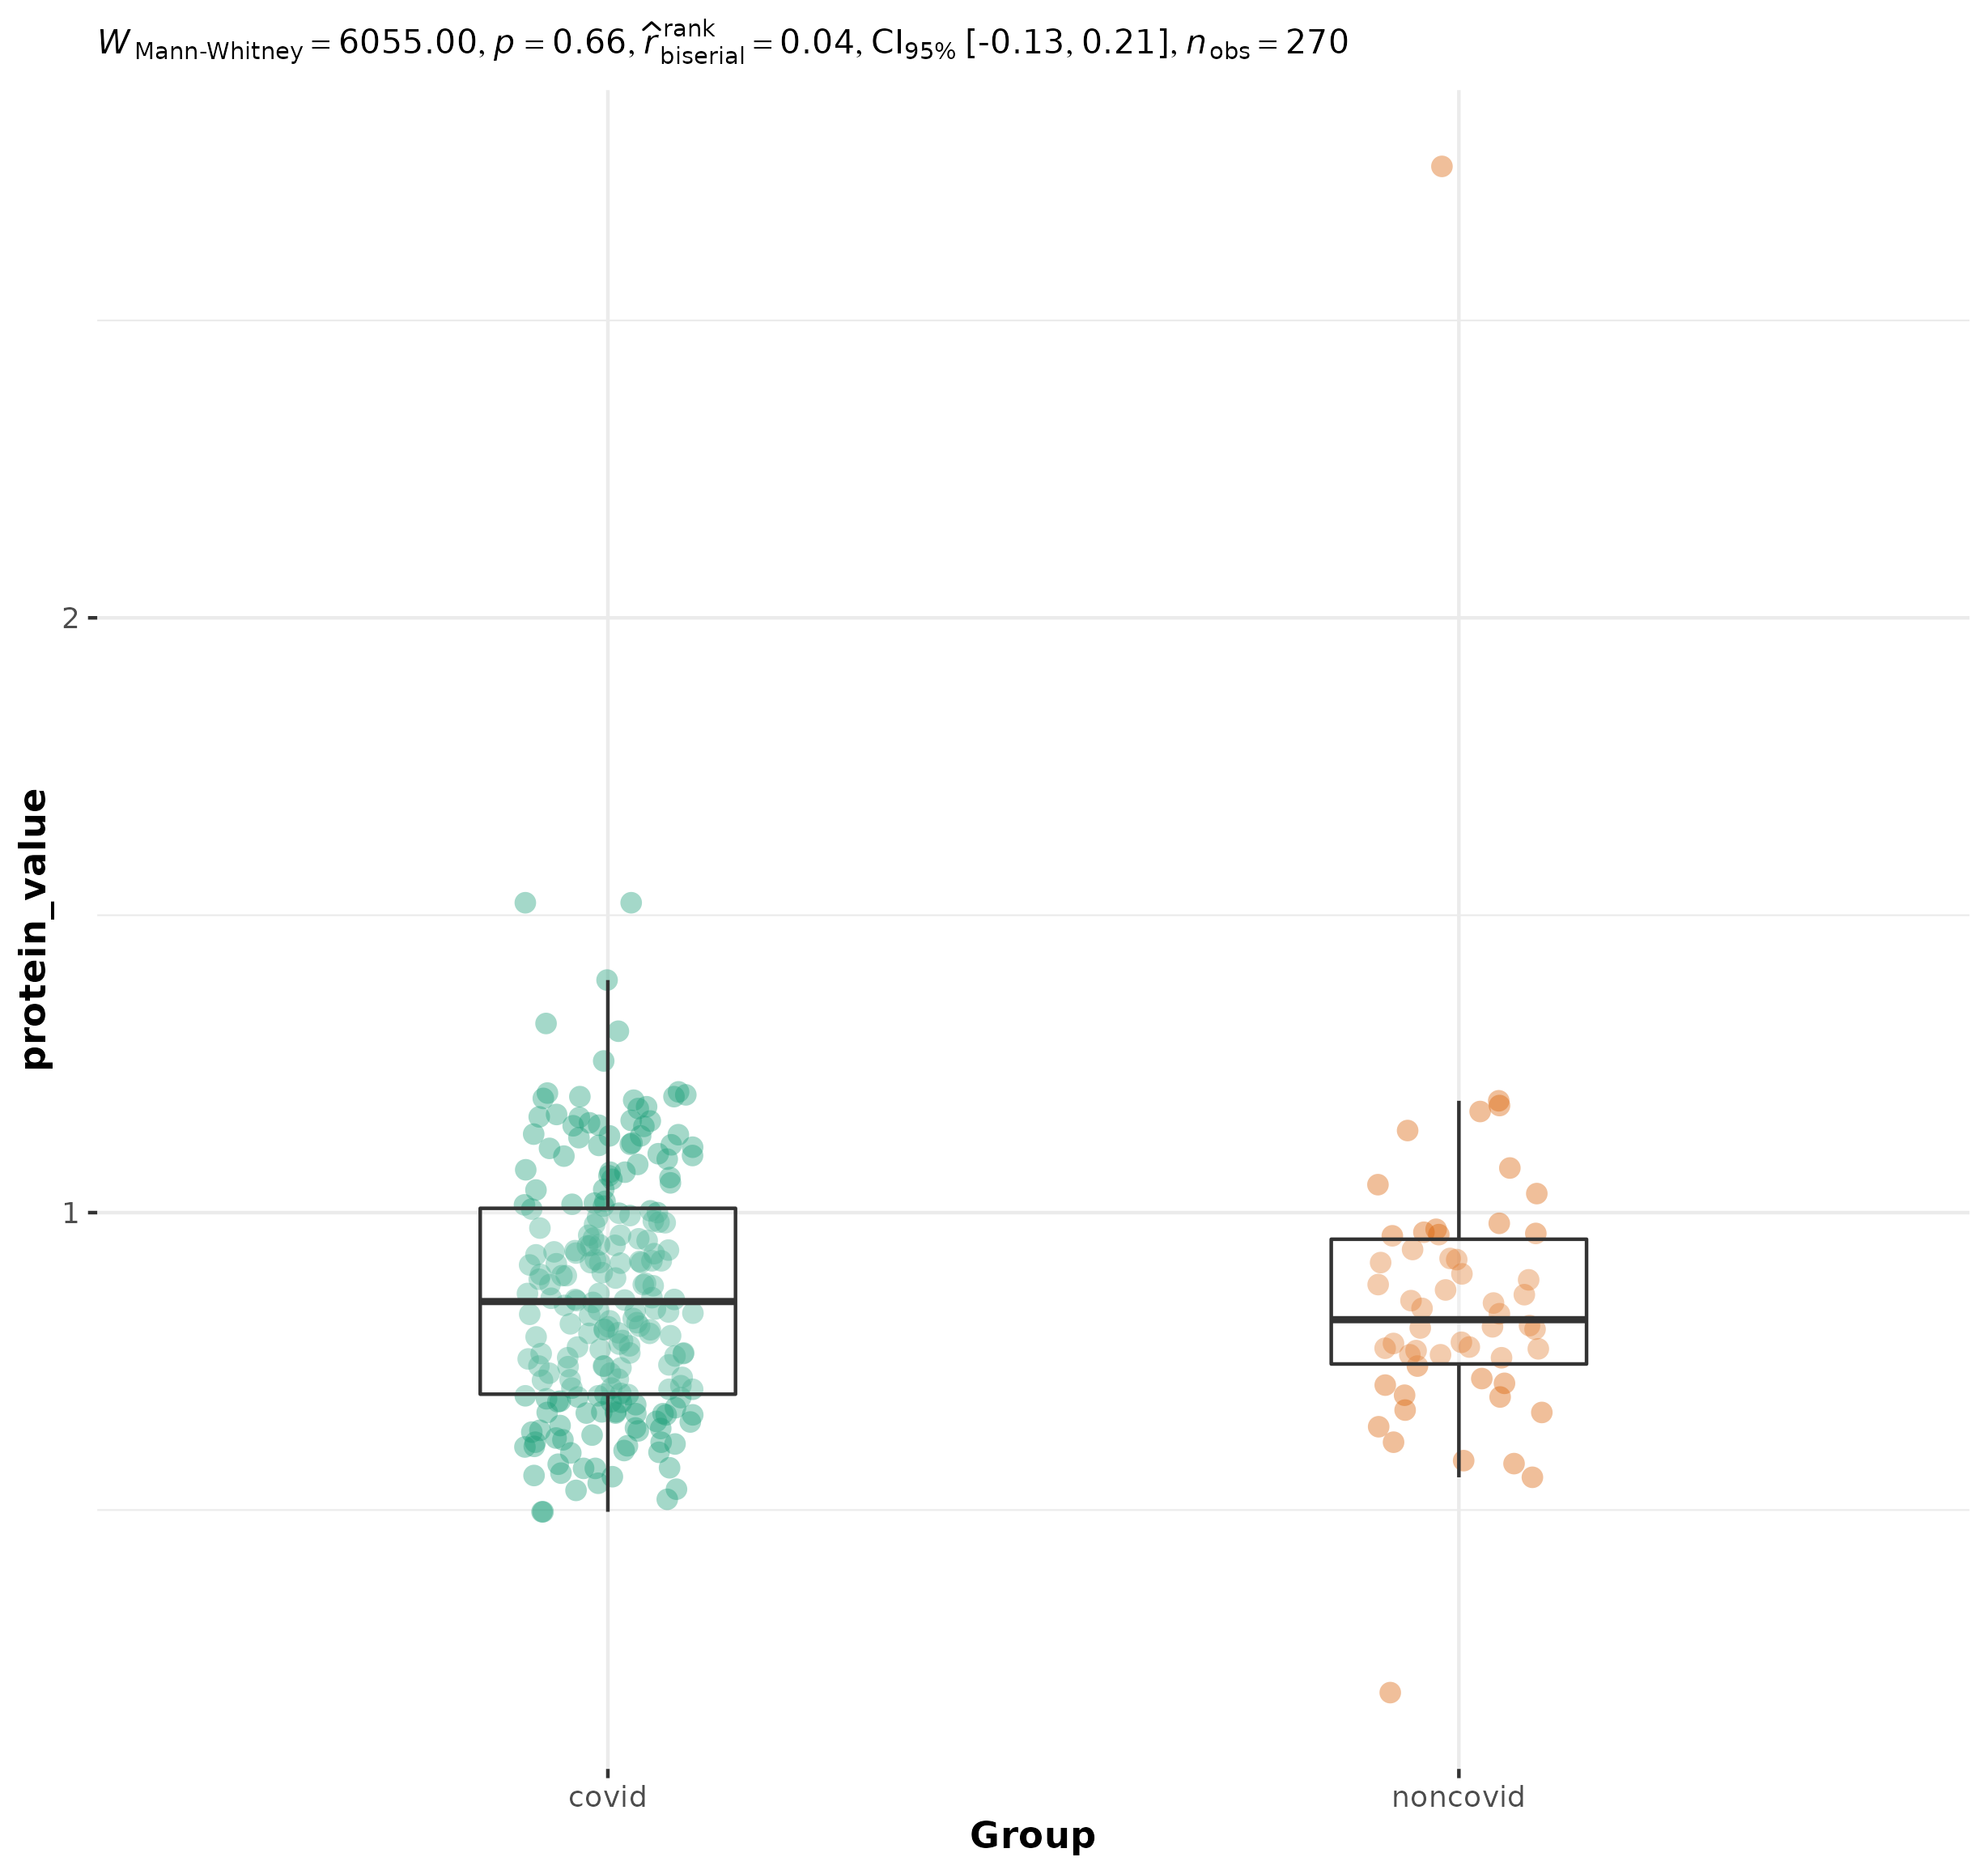 W Mann-Whitney = 6055.00, p = 0.66, r̂ rank biserial = 0.04, CI95% [-0.13, 0.21], nobs = 270
2
1
protein_value
covid noncovid
Group